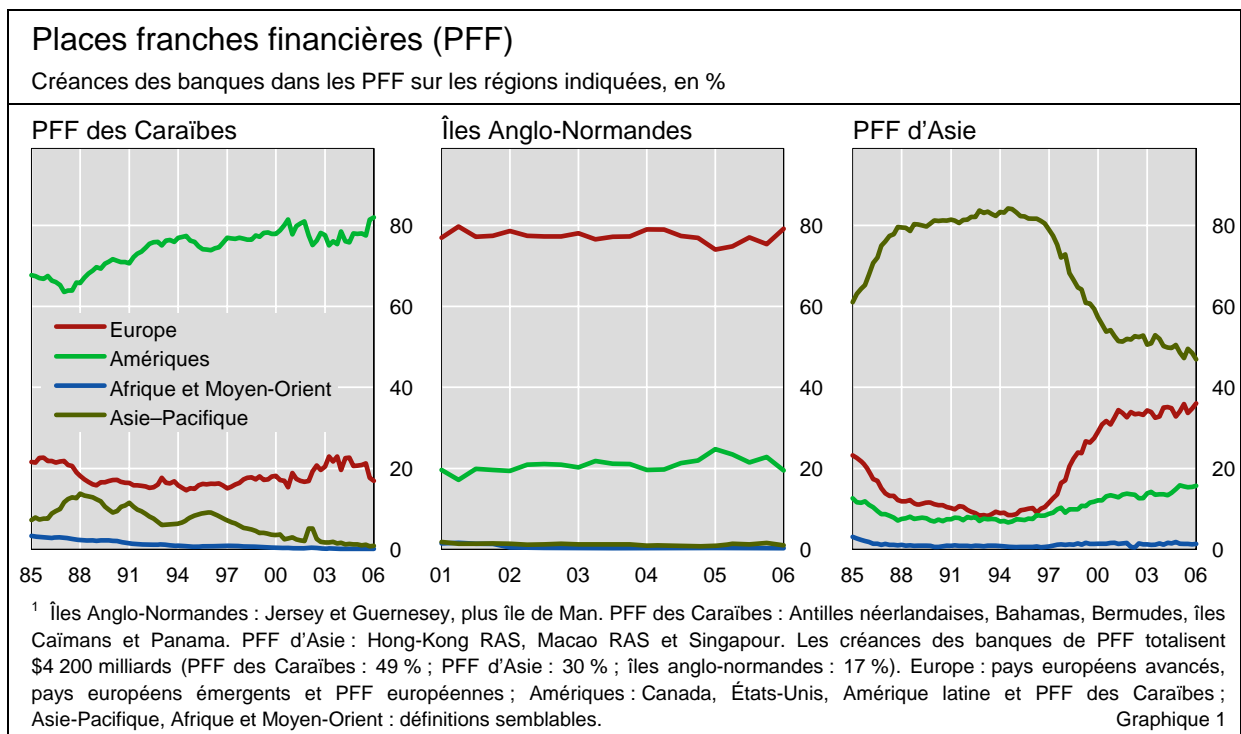 Places franches financières (PFF)
Créances des banques dans les PFF sur les régions indiquées, en %
PFF des Caraïbes
80
60
Europe
Amériques
Afrique et Moyen-Orient
40
Asie–Pacifique
20
0
85 88 91 94 97 00 03 06
Îles Anglo-Normandes
80
60
40
20
0
01 02 03 04 05 06
PFF d'Asie
80
60
40
20
0
85 88 91 94 97 00 03 06
1 Îles Anglo-Normandes : Jersey et Guernesey, plus île de Man. PFF des Caraïbes : Antilles néerlandaises, Bahamas, Bermudes, îles
Caïmans et Panama. PFF d'Asie : Hong-Kong RAS, Macao RAS et Singapour. Les créances des banques de PFF totalisent
$4 200 milliards (PFF des Caraïbes : 49 % ; PFF d'Asie : 30 % ; îles anglo-normandes : 17 %). Europe : pays européens avancés,
pays européens émergents et PFF européennes ; Amériques : Canada, États-Unis, Amérique latine et PFF des Caraïbes ;
Asie-Pacifique, Afrique et Moyen-Orient : définitions semblables. Graphique 1